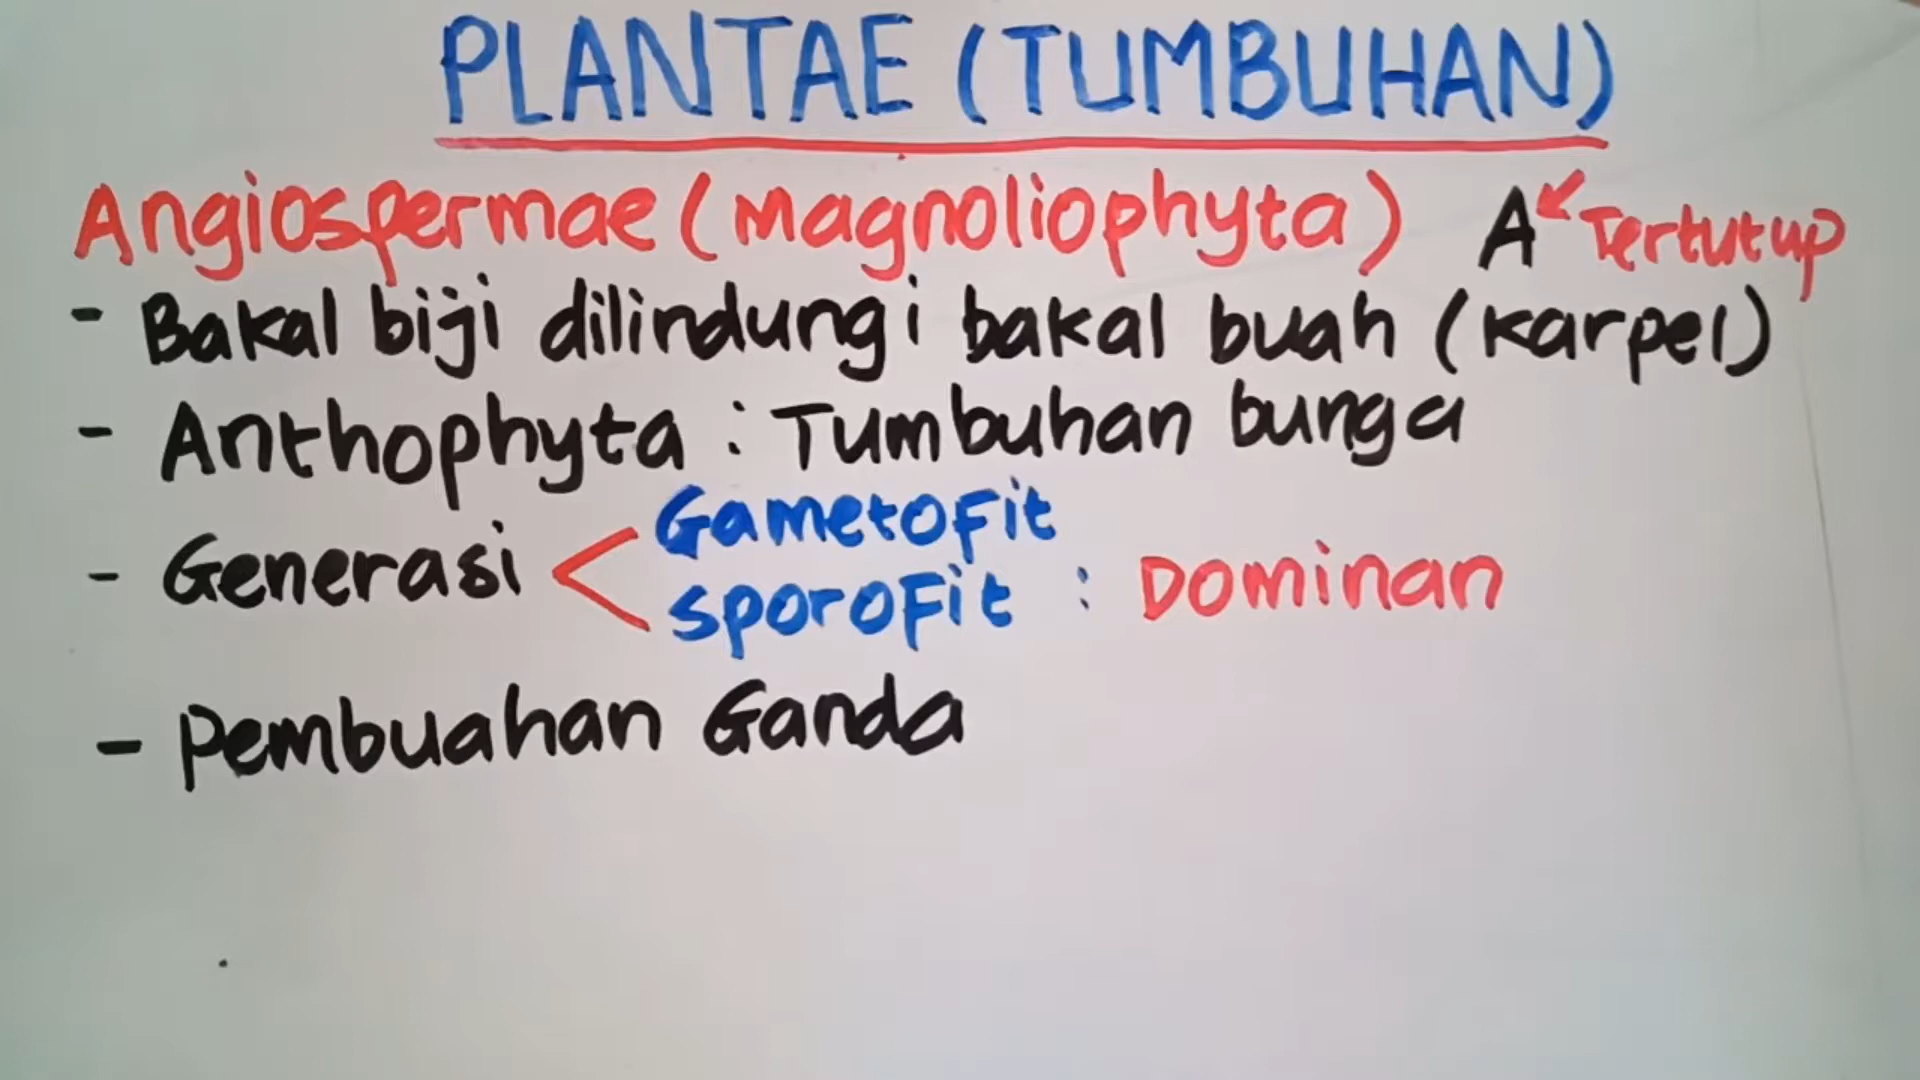 PLANTAE (TUMBUHAN)
Angiospermae (Magnoliophyta) A Tertutup
- Bakal biji dilindungi bakal buah (Karpel)
- Anthophyta : Tumbuhan bunga
- Generasi < Gametofit
sporofit : Dominan
- Pembuahan Ganda